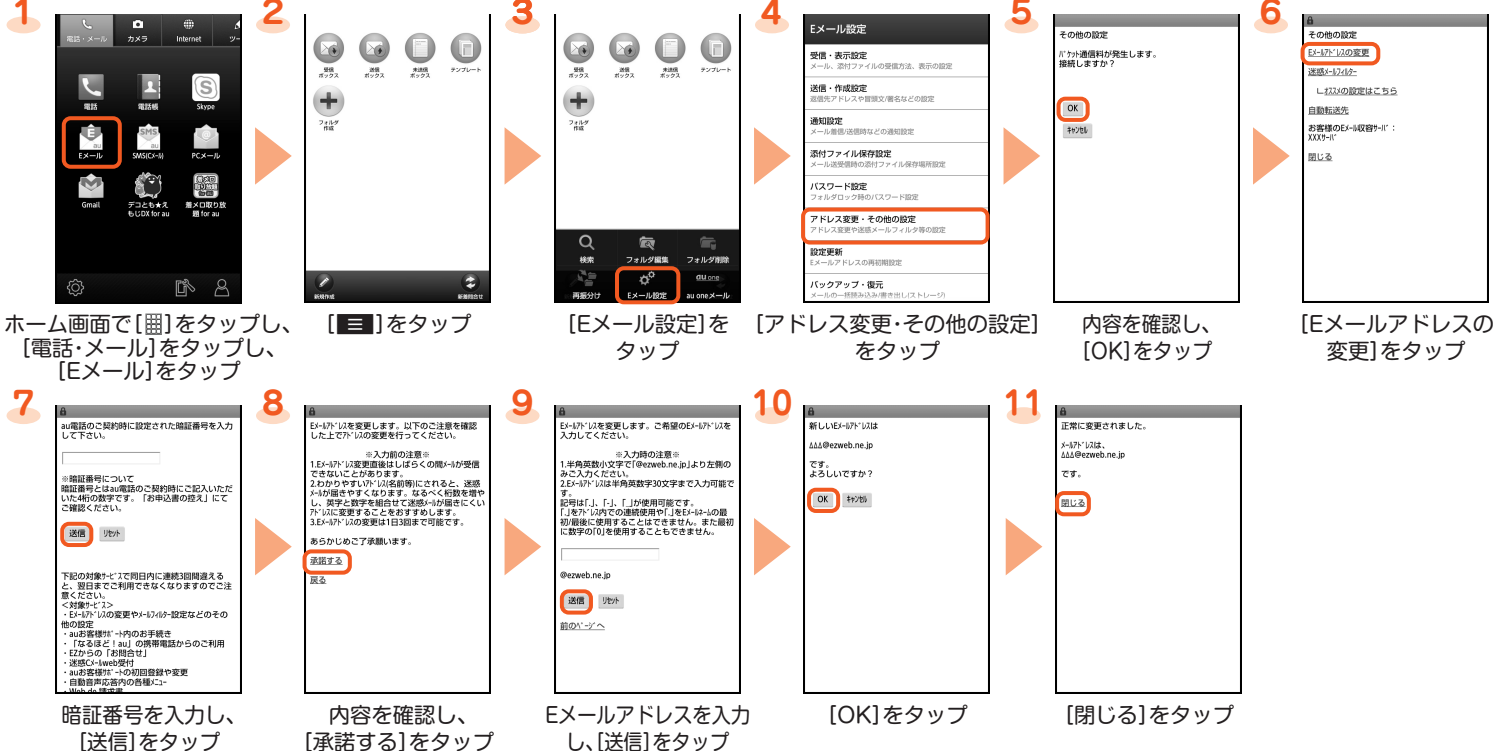 1
電話・メール
カメラ
Internet
ツー
電話
電話帳
Skype
Eメール
SMS(Cメール)
PCメール
Gmail
デコとも★え
もじDX for au
着メロ取り放
題 for au
ホーム画面で[ ]をタップし、
[電話・メール]をタップし、
[Eメール]をタップ
2
受信
ボックス
送信
ボックス
未送信
ボックス
テンプレート
フォルダ
作成
新規作成
新着問合せ
[ ]をタップ
3
受信
ボックス
送信
ボックス
未送信
ボックス
テンプレート
フォルダ
作成
検索
フォルダ編集
フォルダ削除
再振分け
Eメール設定
au one
au oneメール
[Eメール設定]を
タップ
4
Eメール設定
受信・表示設定
メール、添付ファイルの受信方法、表示の設定
送信・作成設定
返信先アドレスや冒頭文/署名などの設定
通知設定
メール着信/送信時などの通知設定
添付ファイル保存設定
メール送受信時の添付ファイル保存場所設定
パスワード設定
フォルダロック時のパスワード設定
アドレス変更・その他の設定
アドレス変更や迷惑メールフィルタ等の設定
設定更新
Eメールアドレスの再初期設定
バックアップ・復元
メールの一括読み込み/書き出し(ストレージ)
[アドレス変更・その他の設定]
をタップ
5
その他の設定
ﾊﾟｹｯﾄ通信料が発生します。
接続しますか？
OK
ｷｬﾝｾﾙ
内容を確認し、
[OK]をタップ
6
その他の設定
Eﾒｰﾙｱﾄﾞﾚｽの変更
迷惑ﾒｰﾙﾌｨﾙﾀｰ
∟ｵｽｽﾒの設定はこちら
自動転送先
お客様のEﾒｰﾙ収容ｻｰﾊﾞ：
XXXｻｰﾊﾞ
閉じる
[Eメールアドレスの
変更]をタップ
7
au電話のご契約時に設定された暗証番号を入力
して下さい。
※暗証番号について
暗証番号とはau電話のご契約時にご記入いただ
いた4桁の数字です。「お申込書の控え」にて
ご確認ください。
送信
ﾘｾｯﾄ
下記の対象ｻｰﾋﾞｽで同日内に連続3回間違える
と、翌日までご利用できなくなりますのでご注
意ください。
＜対象ｻｰﾋﾞｽ＞
・Eﾒｰﾙｱﾄﾞﾚｽの変更やﾒｰﾙﾌｨﾙﾀｰ設定などのその
他の設定
・auお客様ｻﾎﾟｰﾄ内のお手続き
・「なるほど！au」の携帯電話からのご利用
・EZからの「お問合せ」
・迷惑Cﾒｰﾙweb受付
・auお客様ｻﾎﾟｰﾄの初回登録や変更
・自動音声応答内の各種ﾒﾆｭｰ
・Web de 請求書
暗証番号を入力し、
[送信]をタップ
8
Eﾒｰﾙｱﾄﾞﾚｽを変更します。以下のご注意を確認
した上でｱﾄﾞﾚｽの変更を行ってください。
※入力前の注意※
1.Eﾒｰﾙｱﾄﾞﾚｽ変更直後はしばらくの間ﾒｰﾙが受信
できないことがあります。
2.わかりやすいｱﾄﾞﾚｽ(名前等)にされると、迷惑
ﾒｰﾙが届きやすくなります。なるべく桁数を増や
し、英字と数字を組合せて迷惑ﾒｰﾙが届きにくい
ｱﾄﾞﾚｽに変更することをおすすめします。
3.Eﾒｰﾙｱﾄﾞﾚｽの変更は1日3回まで可能です。
あらかじめご了承願います。
承諾する
戻る
内容を確認し、
[承諾する]をタップ
9
Eﾒｰﾙｱﾄﾞﾚｽを変更します。ご希望のEﾒｰﾙｱﾄﾞﾚｽを
入力してください。
※入力時の注意※
1.半角英数小文字で「@ezweb.ne.jp」より左側の
みご入力ください。
2.Eﾒｰﾙｱﾄﾞﾚｽは半角英数字30文字まで入力可能で
す。
記号は「.」、「-」、「_」が使用可能です。
「.」をｱﾄﾞﾚｽ内での連続使用や「.」をEﾒｰﾙﾈｰﾑの最
初/最後に使用することはできません。また最初
に数字の「0」を使用することもできません。
@ezweb.ne.jp
送信
ﾘｾｯﾄ
前のﾍﾟｰｼﾞへ
Eメールアドレスを入力
し、[送信]をタップ
10
新しいEﾒｰﾙｱﾄﾞﾚｽは
ΔΔΔ@ezweb.ne.jp
です。
よろしいですか？
OK
ｷｬﾝｾﾙ
[OK]をタップ
11
正常に変更されました。
ﾒｰﾙｱﾄﾞﾚｽは、
ΔΔΔ@ezweb.ne.jp
です。
閉じる
[閉じる]をタップ